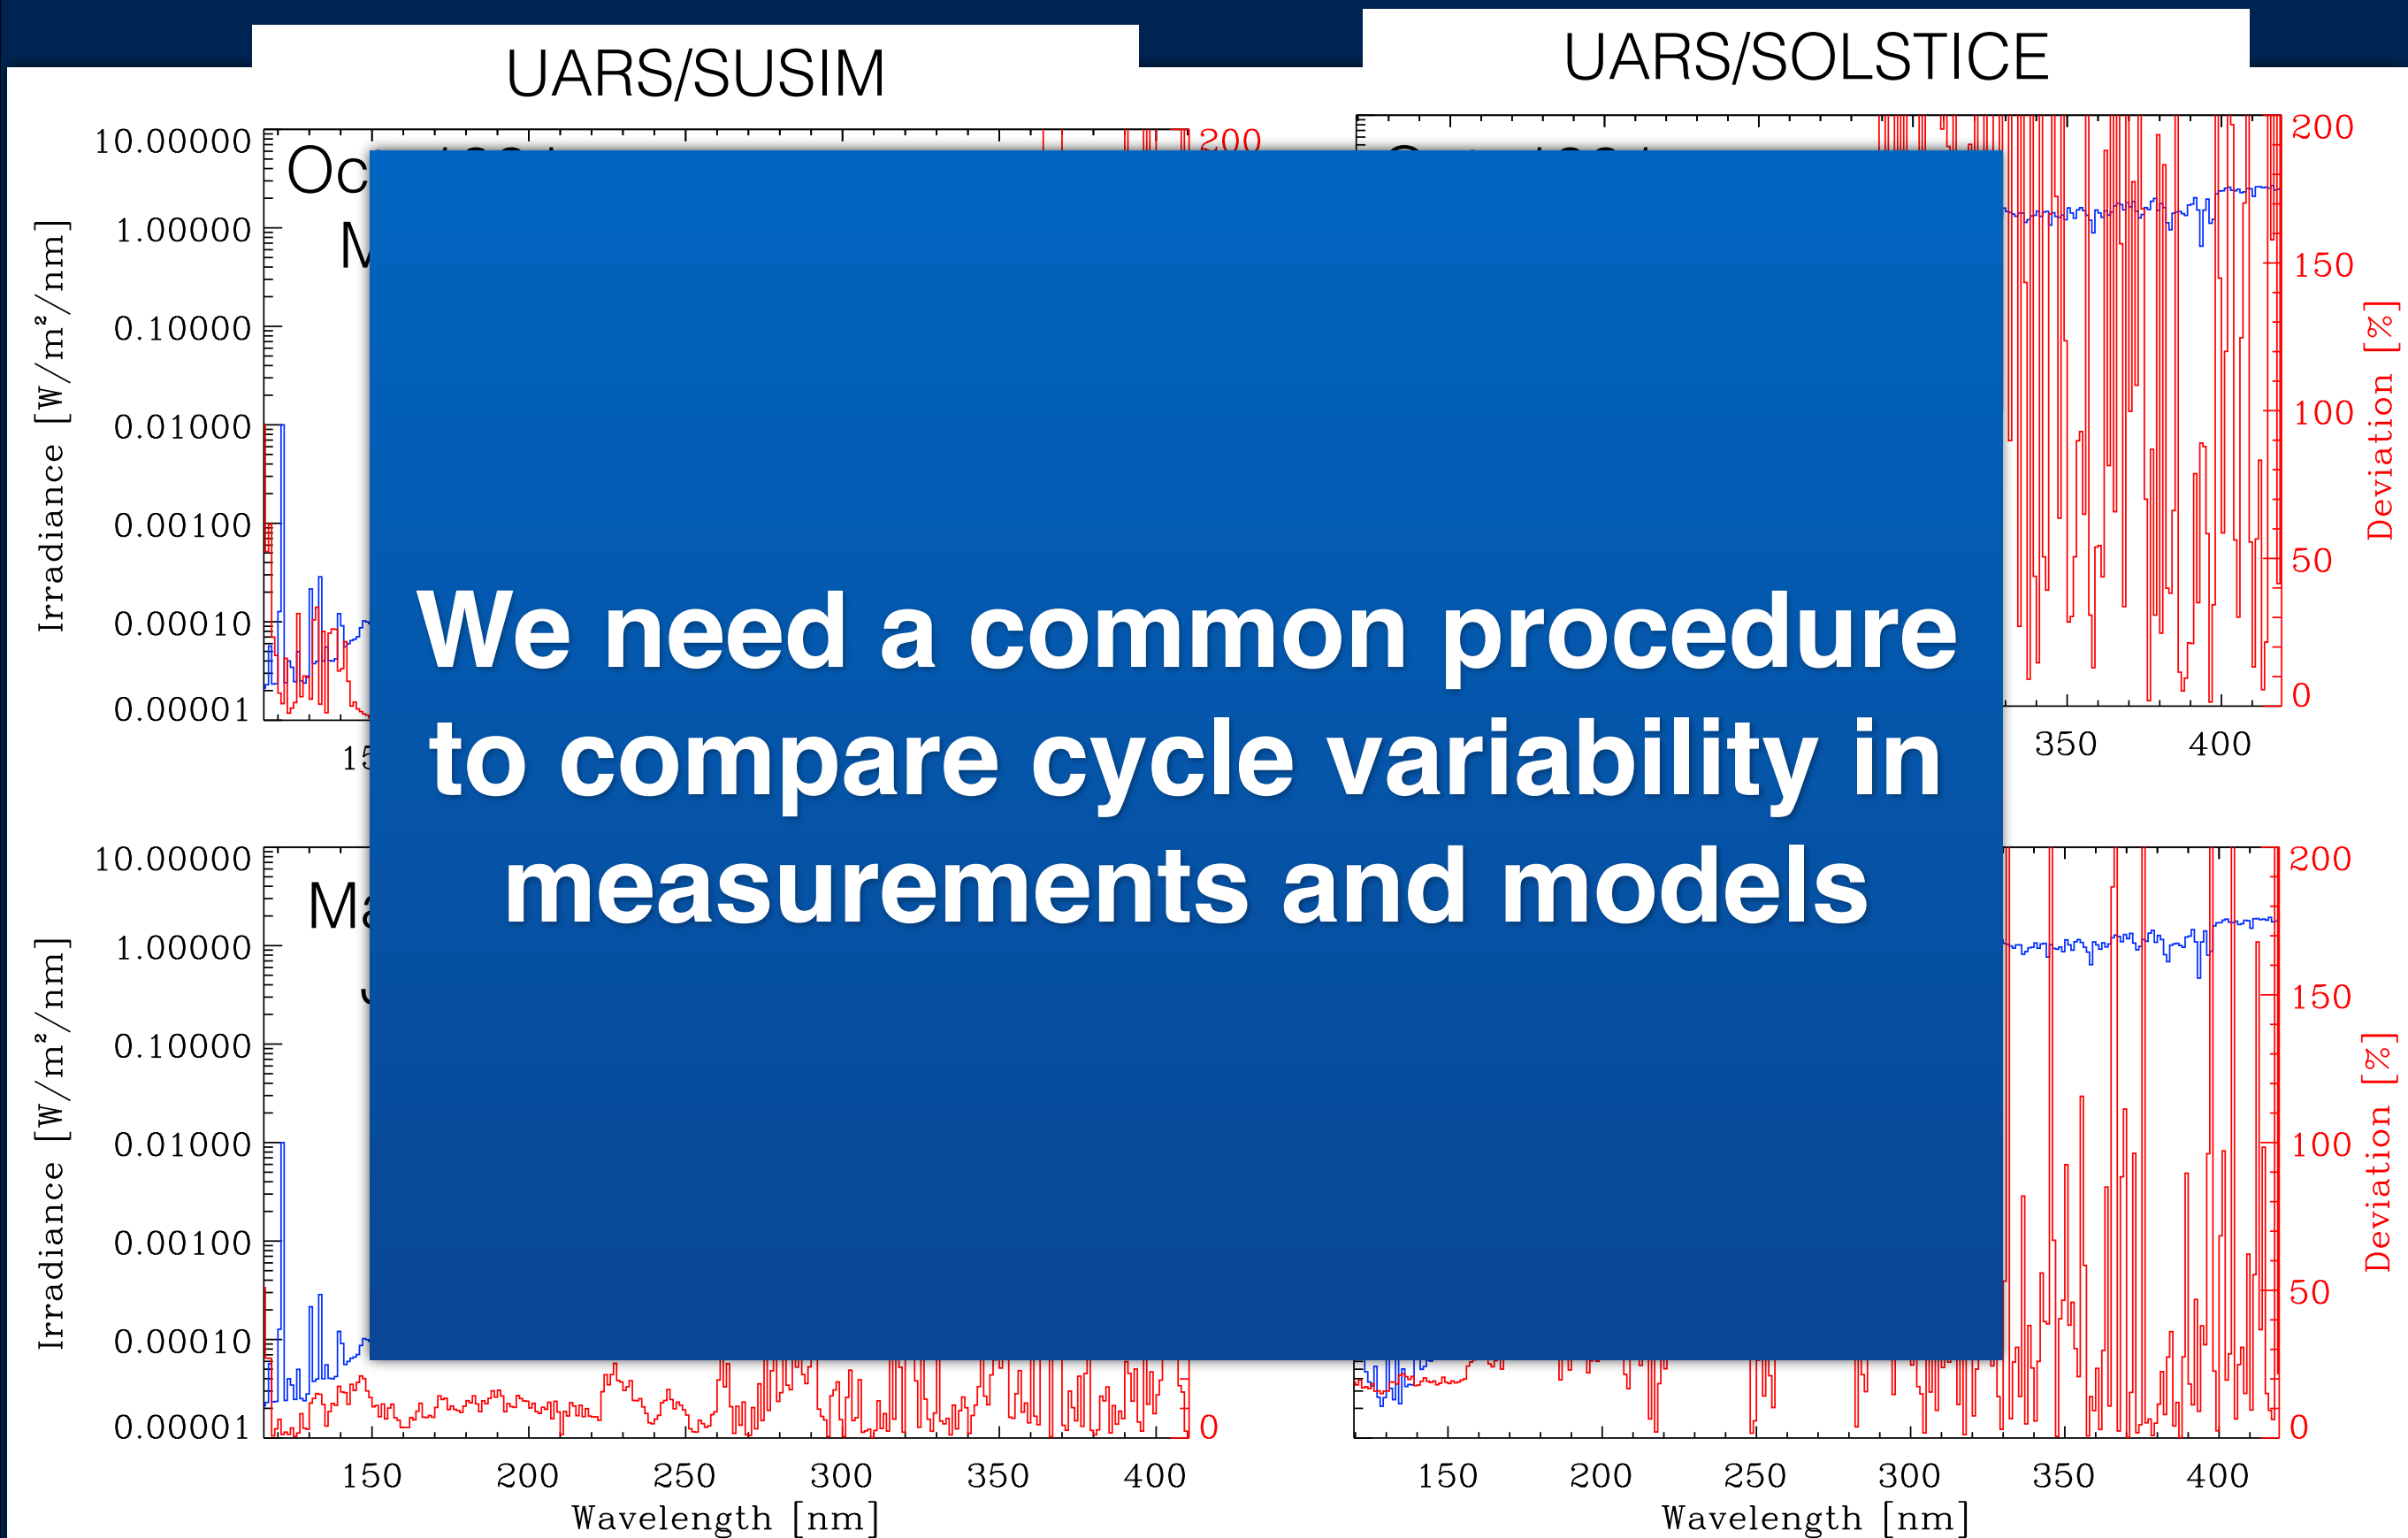 UARS/SUSIM
UARS/SOLSTICE
10.00000
1.00000
0.10000
0.01000
0.00100
0.00010
0.00001
Irradiance [W/m²/nm]
200
200
150
100
50
0
Deviation [%]
350 400
We need a common procedure
to compare cycle variability in
measurements and models
10.00000
1.00000
0.10000
0.01000
0.00100
0.00010
0.00001
Irradiance [W/m²/nm]
0
200
150
100
50
0
Deviation [%]
150 200 250 300 350 400
Wavelength [nm]
150 200 250 300 350 400
Wavelength [nm]